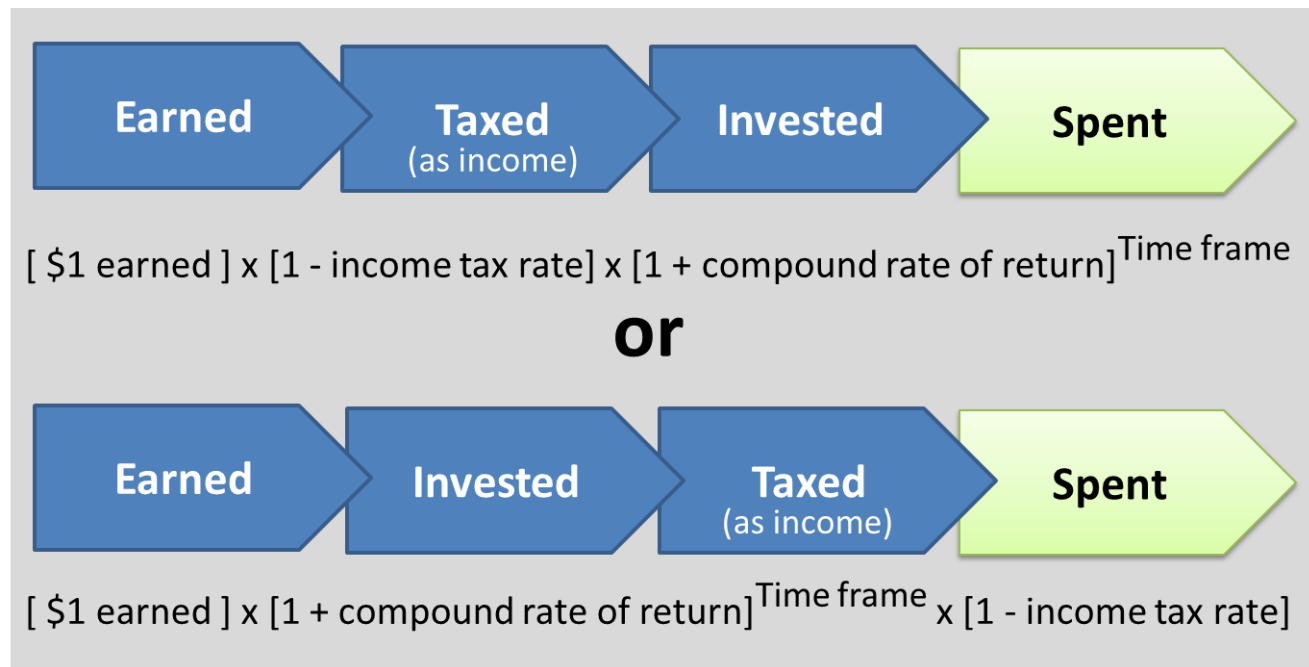 Earned Taxed Invested Spent
(as income)
[ $1 earned ] x [1 - income tax rate] x [1 + compound rate of return]^Time frame
or
Earned Invested Taxed Spent
(as income)
[ $1 earned ] x [1 + compound rate of return]^Time frame x [1 - income tax rate]